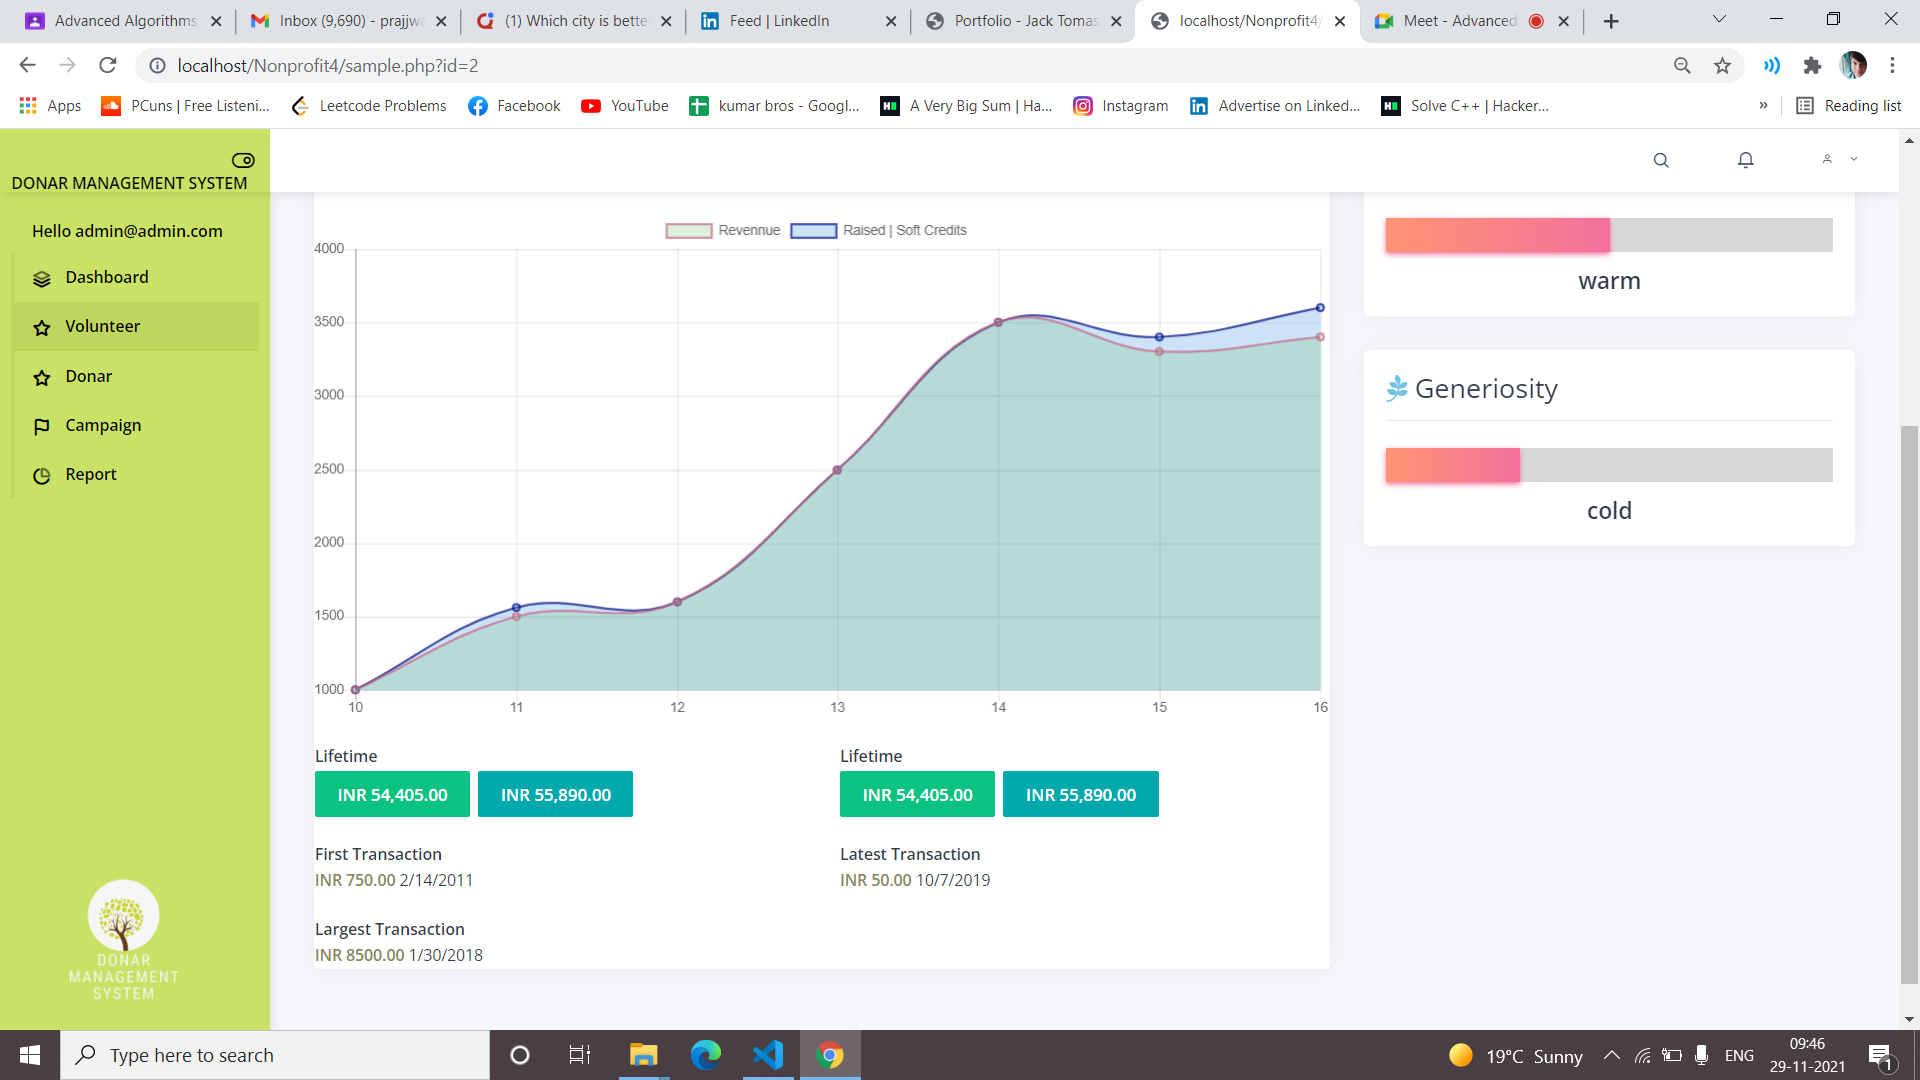 Advanced Algorithms
Inbox (9,690) - prajjwa
(1) Which city is bette
Feed | LinkedIn
Portfolio - Jack Tomas
localhost/Nonprofit4/
Meet - Advanced
localhost/Nonprofit4/sample.php?id=2
Apps
PCuns | Free Listeni...
Leetcode Problems
Facebook
YouTube
kumar bros - Googl...
A Very Big Sum | Ha...
Instagram
Advertise on Linked...
Solve C++ | Hacker...
»
Reading list
DONAR MANAGEMENT SYSTEM
Hello admin@admin.com
Dashboard
Volunteer
Donar
Campaign
Report
DONAR
MANAGEMENT
SYSTEM
Revennue
Raised | Soft Credits
4000
3500
3000
2500
2000
1500
1000
10 11 12 13 14 15 16
Lifetime
INR 54,405.00 INR 55,890.00
Lifetime
INR 54,405.00 INR 55,890.00
First Transaction
INR 750.00 2/14/2011
Latest Transaction
INR 50.00 10/7/2019
Largest Transaction
INR 8500.00 1/30/2018
warm
Generiosity
cold
Type here to search
19°C Sunny
ENG
09:46
29-11-2021
1